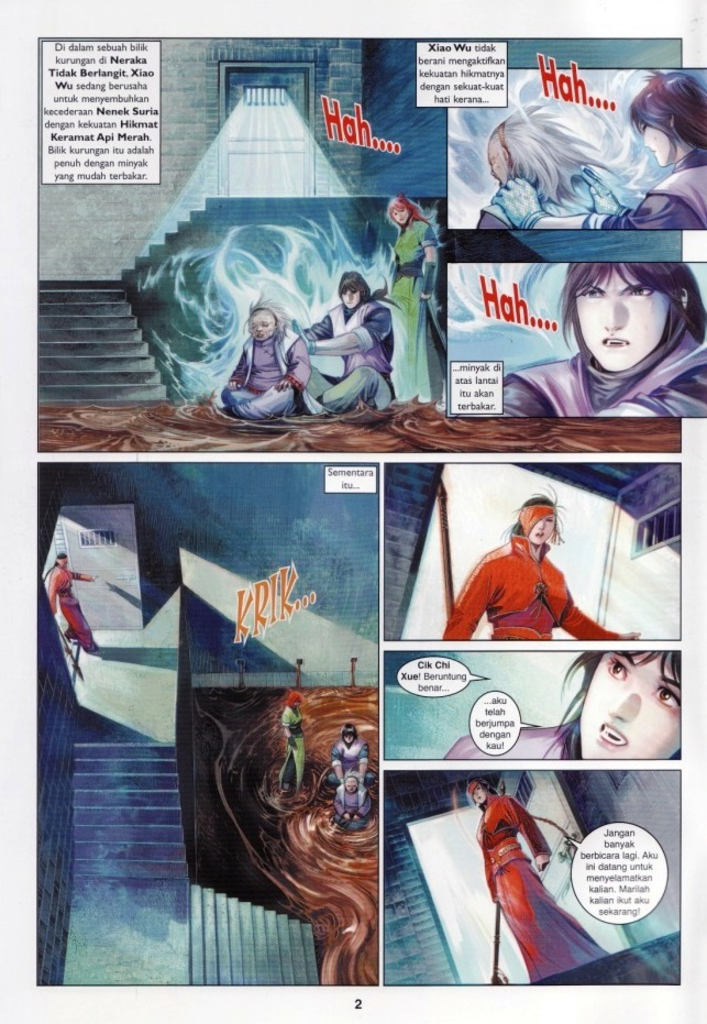 Di dalam sebuah bilik
kurungan di Neraka
Tidak Berlangit, Xiao
Wu sedang berusaha
untuk menyembuhkan
kecederaan Nenek Suria
dengan kekuatan Hikmat
Keramat Api Merah.
Bilik kurungan itu adalah
penuh dengan minyak
yang mudah terbakar.
Hah....
Xiao Wu tidak
berani mengaktifkan
kekuatan hikmatnya
dengan sekuat-kuat
hati kerana...
Hah....
Hah....
...minyak di
atas lantai
itu akan
terbakar.
Sementara
itu...
KRIK...
Cik Chi
Xue! Beruntung
benar...
...aku
telah
berjumpa
dengan
kau!
Jangan
banyak
berbicara lagi. Aku
ini datang untuk
menyelamatkan
kalian. Marilah
kalian ikut aku
sekarang!
2